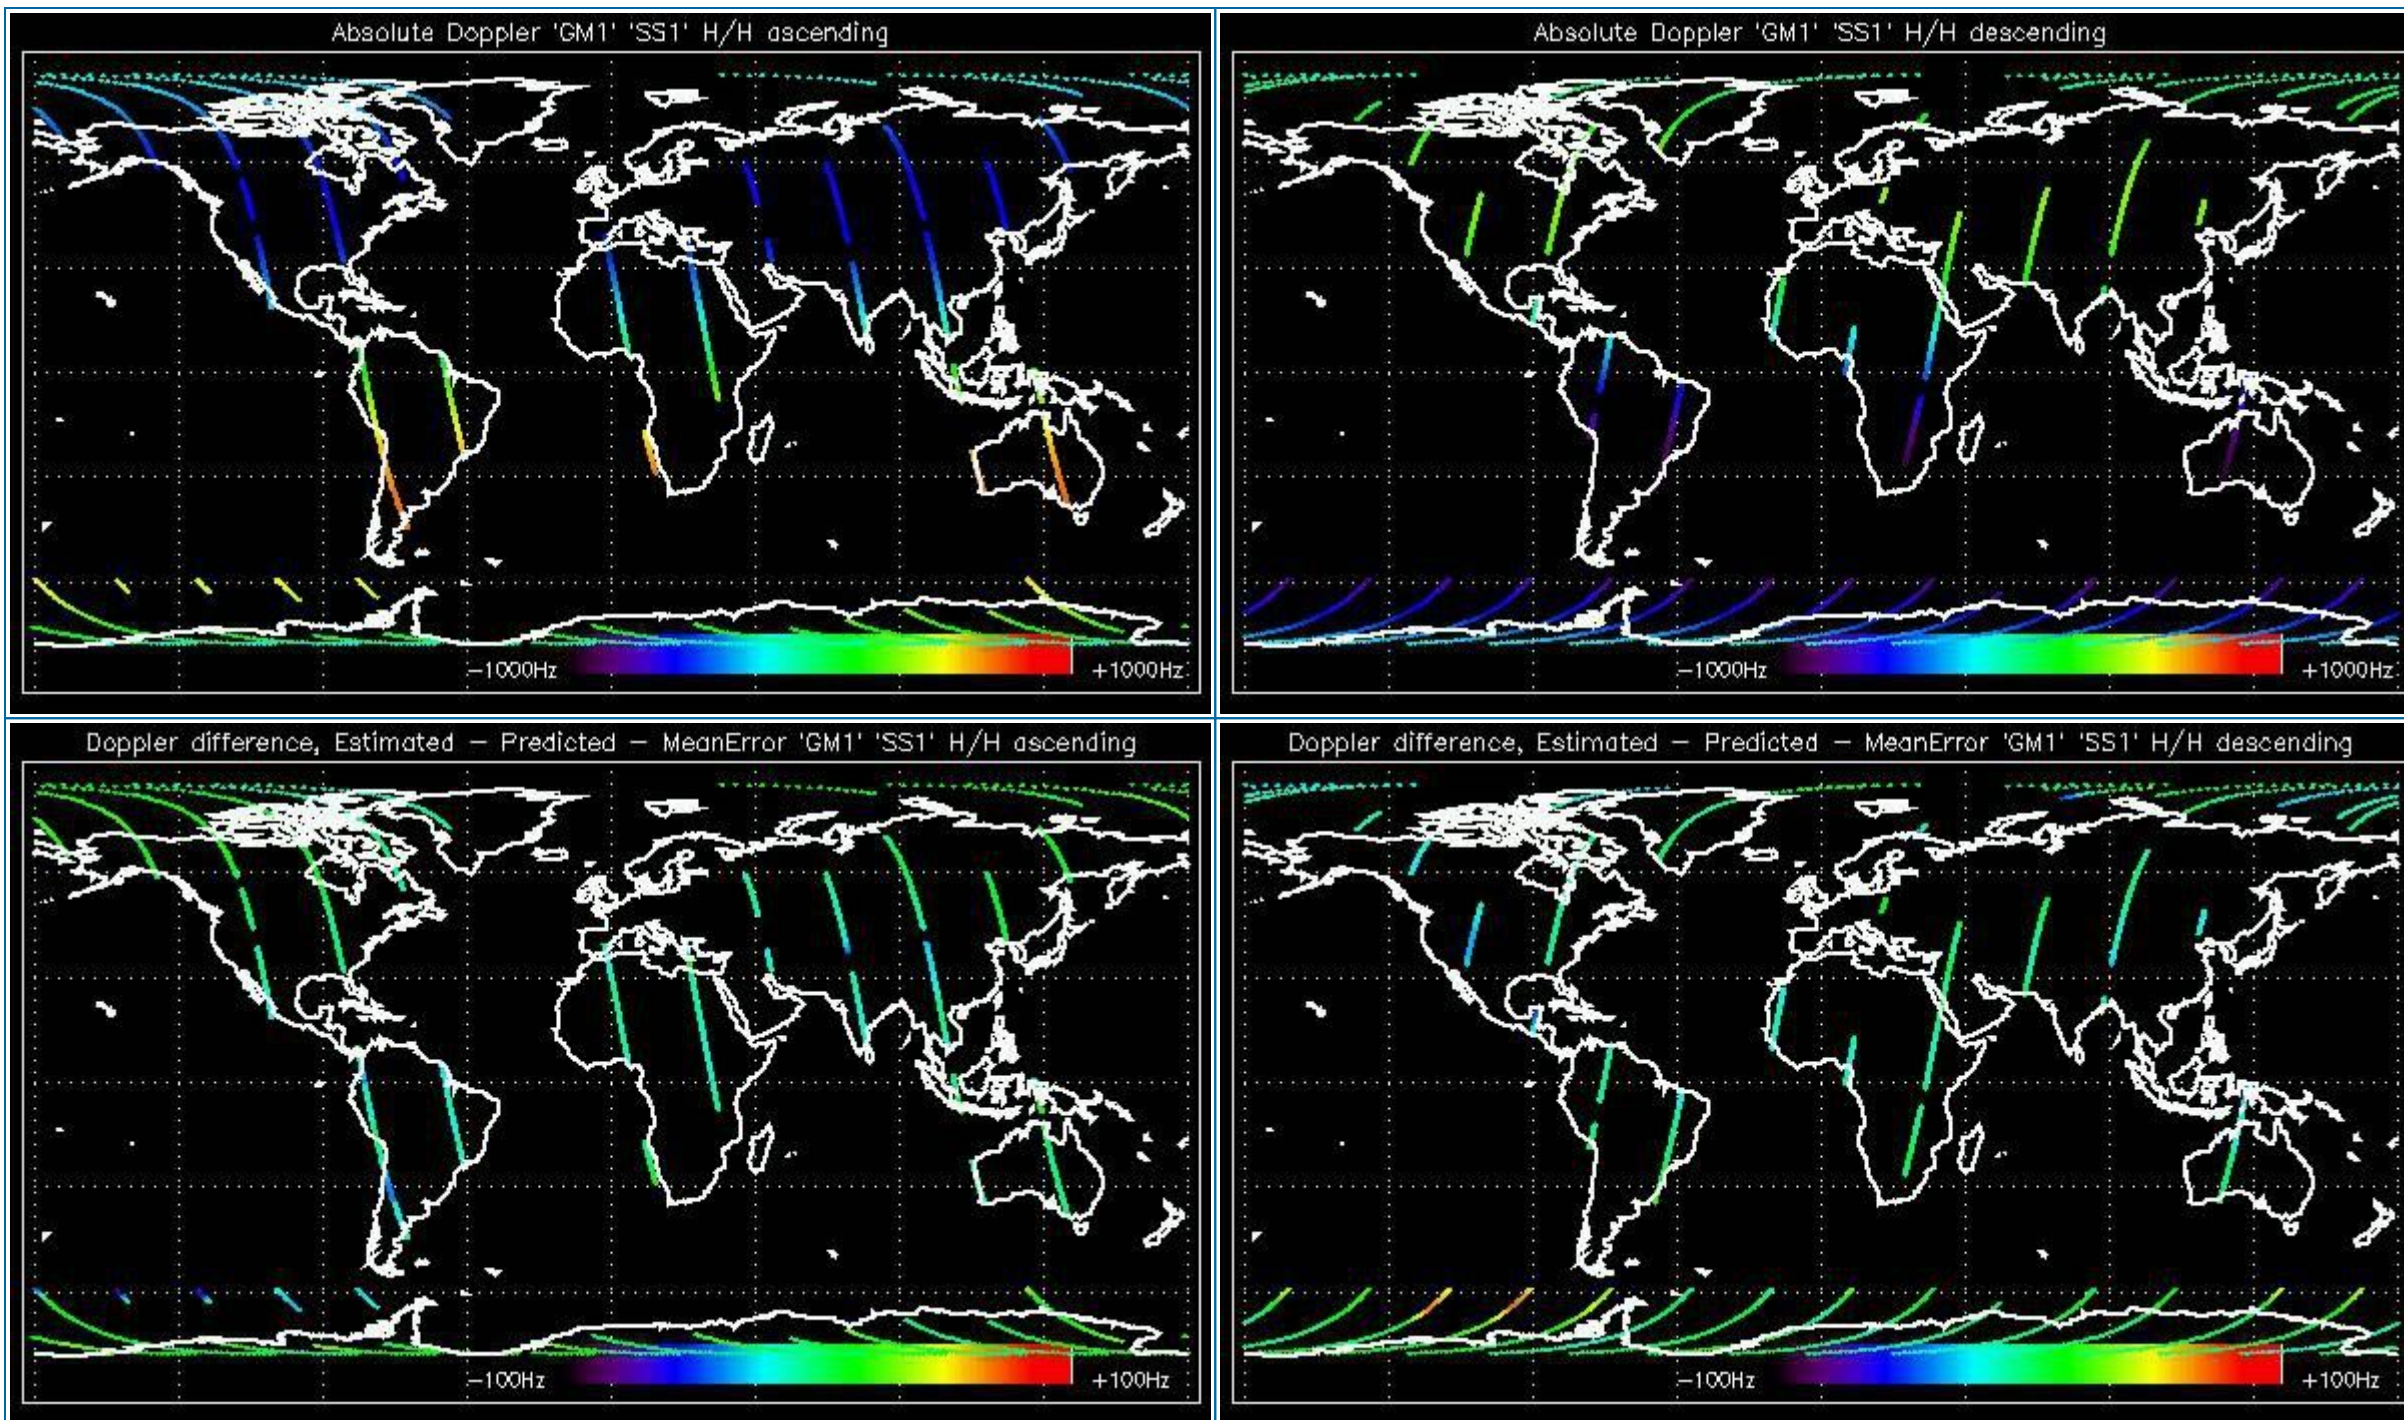 Absolute Doppler 'GM1' 'SS1' H/H ascending
−1000Hz
+1000Hz
Absolute Doppler 'GM1' 'SS1' H/H descending
−1000Hz
+1000Hz
Doppler difference, Estimated − Predicted − MeanError 'GM1' 'SS1' H/H ascending
−100Hz
+100Hz
Doppler difference, Estimated − Predicted − MeanError 'GM1' 'SS1' H/H descending
−100Hz
+100Hz